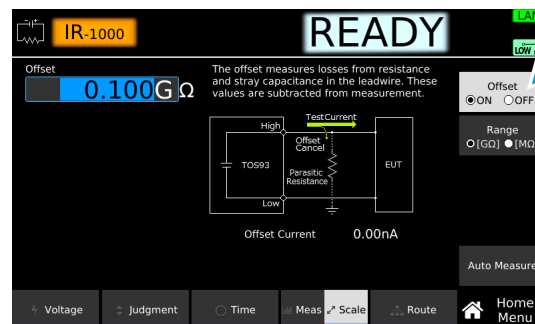 IR-1000
READY
LAN
LOW
Offset
0.100GΩ
The offset measures losses from resistance
and stray capacitance in the leadwire. These
values are subtracted from measurement.
High
TestCurrent
Offset
Cancel
TOS93
Parasitic
Resistance
EUT
Low
Offset Current 0.00nA
Offset
ON OFF
Range
[GΩ] [MΩ
Auto Measure
Voltage
Judgment
Time
Meas
Scale
Route
Home
Menu